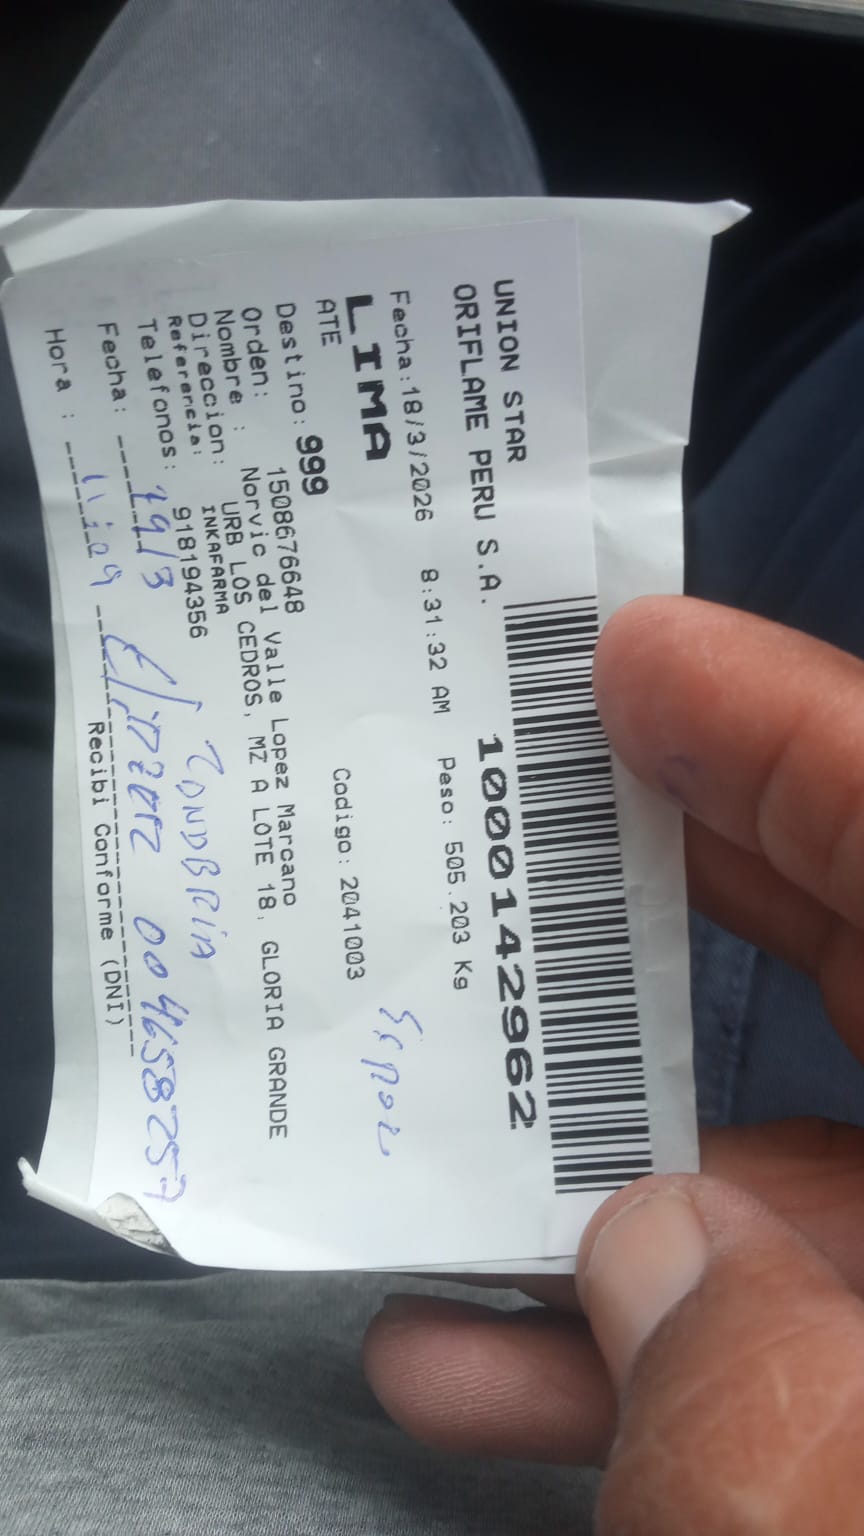 UNION STAR
ORIFLAME PERU S.A.
1000142962
Fecha:18/3/2026 8:31:32 AM Peso: 505.203 Kg
LIMA
ATE
Destino: 999 Codigo: 2041003
Orden: 1508676648
Nombre : Norvic del Valle Lopez Marcano
Direccion: URB LOS CEDROS, MZ A LOTE 18, GLORIA GRANDE
Referencia: INKAFARMA
Telefonos: 918194356
Fecha: 19/3 004658257
Hora :
Recibi Conforme (DNI)